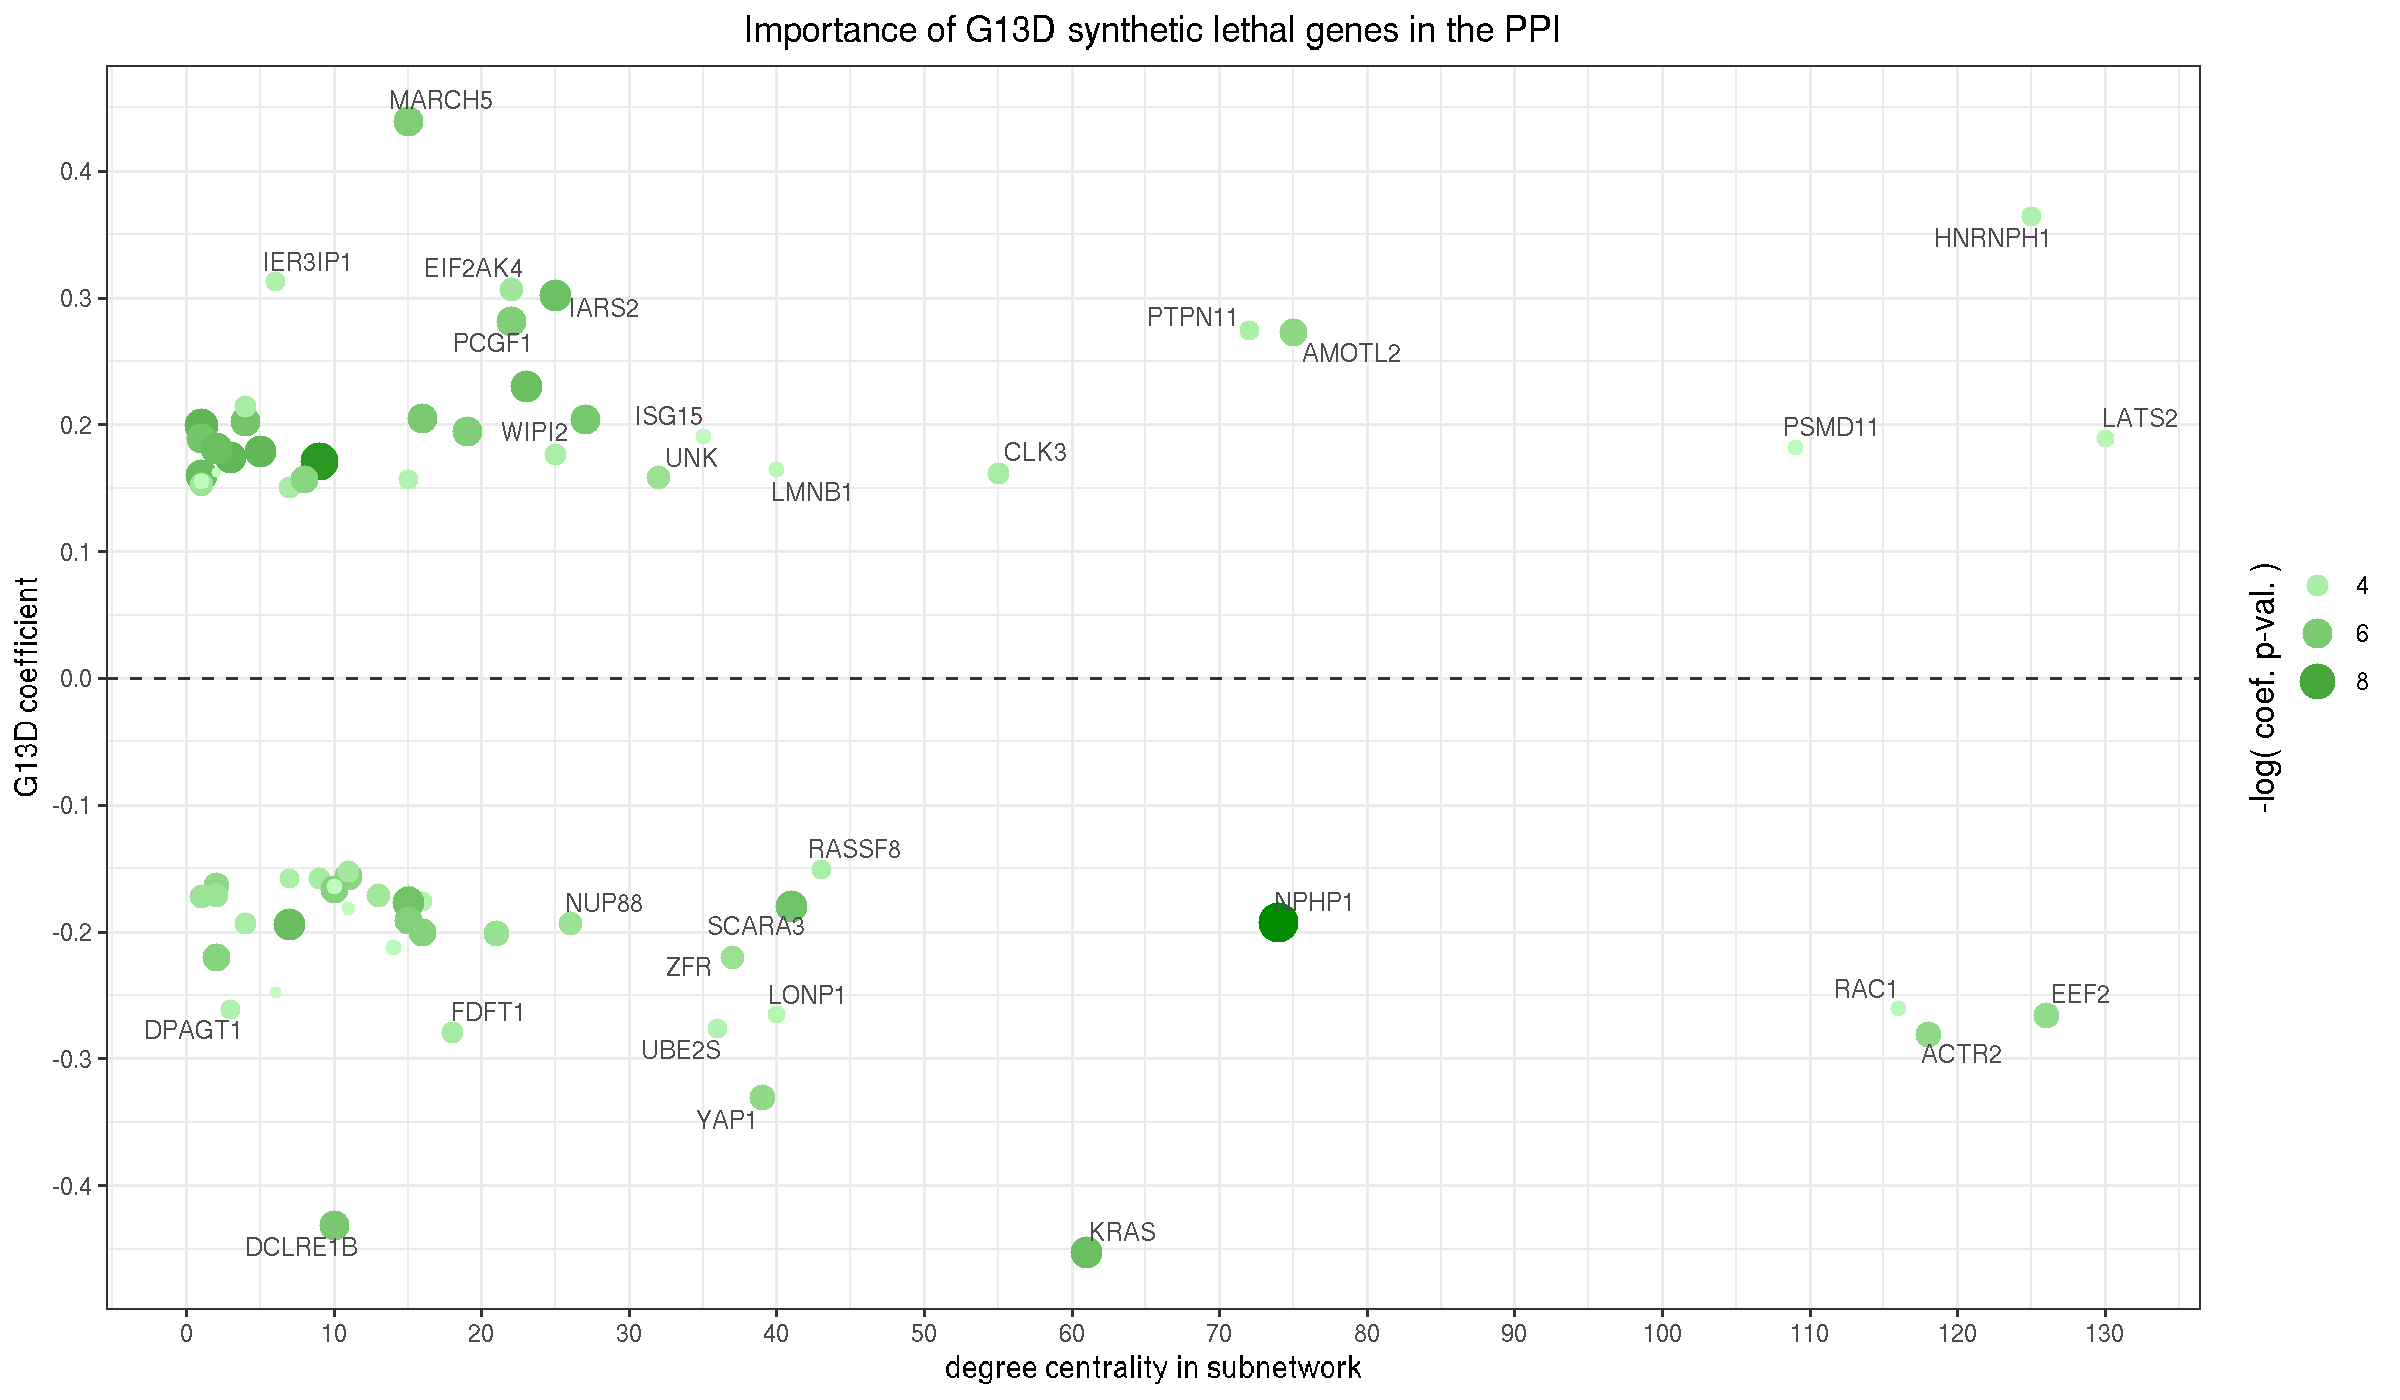 Importance of G13D synthetic lethal genes in the PPI
MARCH5
0.4
HNRNPH1
IER3IP1
EIF2AK4
0.3
IARS2
PTPN11
PCGF1
AMOTL2
0.2
ISG15
WIPI2
UNK
CLK3
PSMD11
LATS2
LMNB1
0.1
G13D coefficient
0.0
-log( coef. p-val. )
4
6
8
-0.1
RASSF8
NUP88
NPHP1
SCARA3
-0.2
ZFR
LONP1
RAC1
EEF2
DPAGT1
FDFT1
UBE2S
ACTR2
-0.3
YAP1
-0.4
DCLRE1B
KRAS
0 10 20 30 40 50 60 70 80 90 100 110 120 130
degree centrality in subnetwork